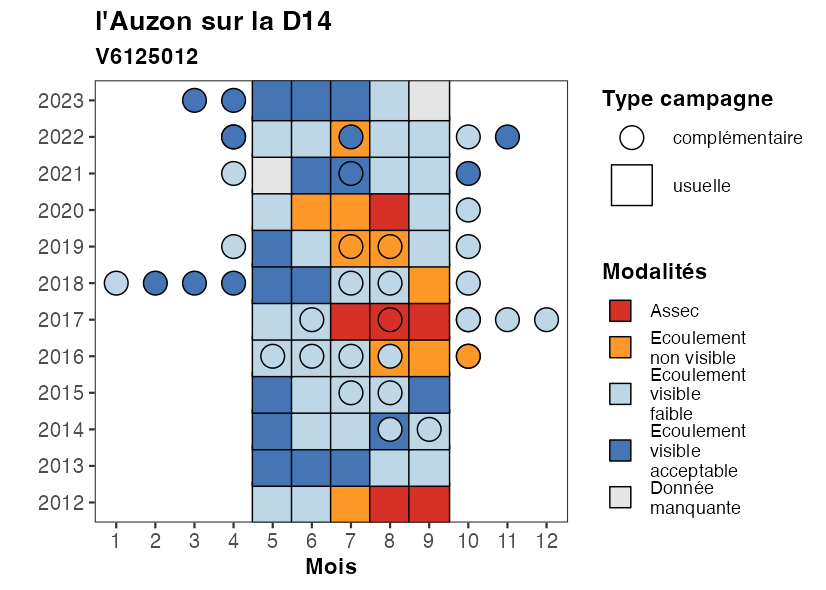 l'Auzon sur la D14
V6125012
2023
2022
2021
2020
2019
2018
2017
2016
2015
2014
2013
2012
1 2 3 4 5 6 7 8 9 10 11 12
Mois
Type campagne
complémentaire
usuelle
Modalités
Assec
Ecoulement
non visible
Ecoulement
visible
faible
Ecoulement
visible
acceptable
Donnée
manquante